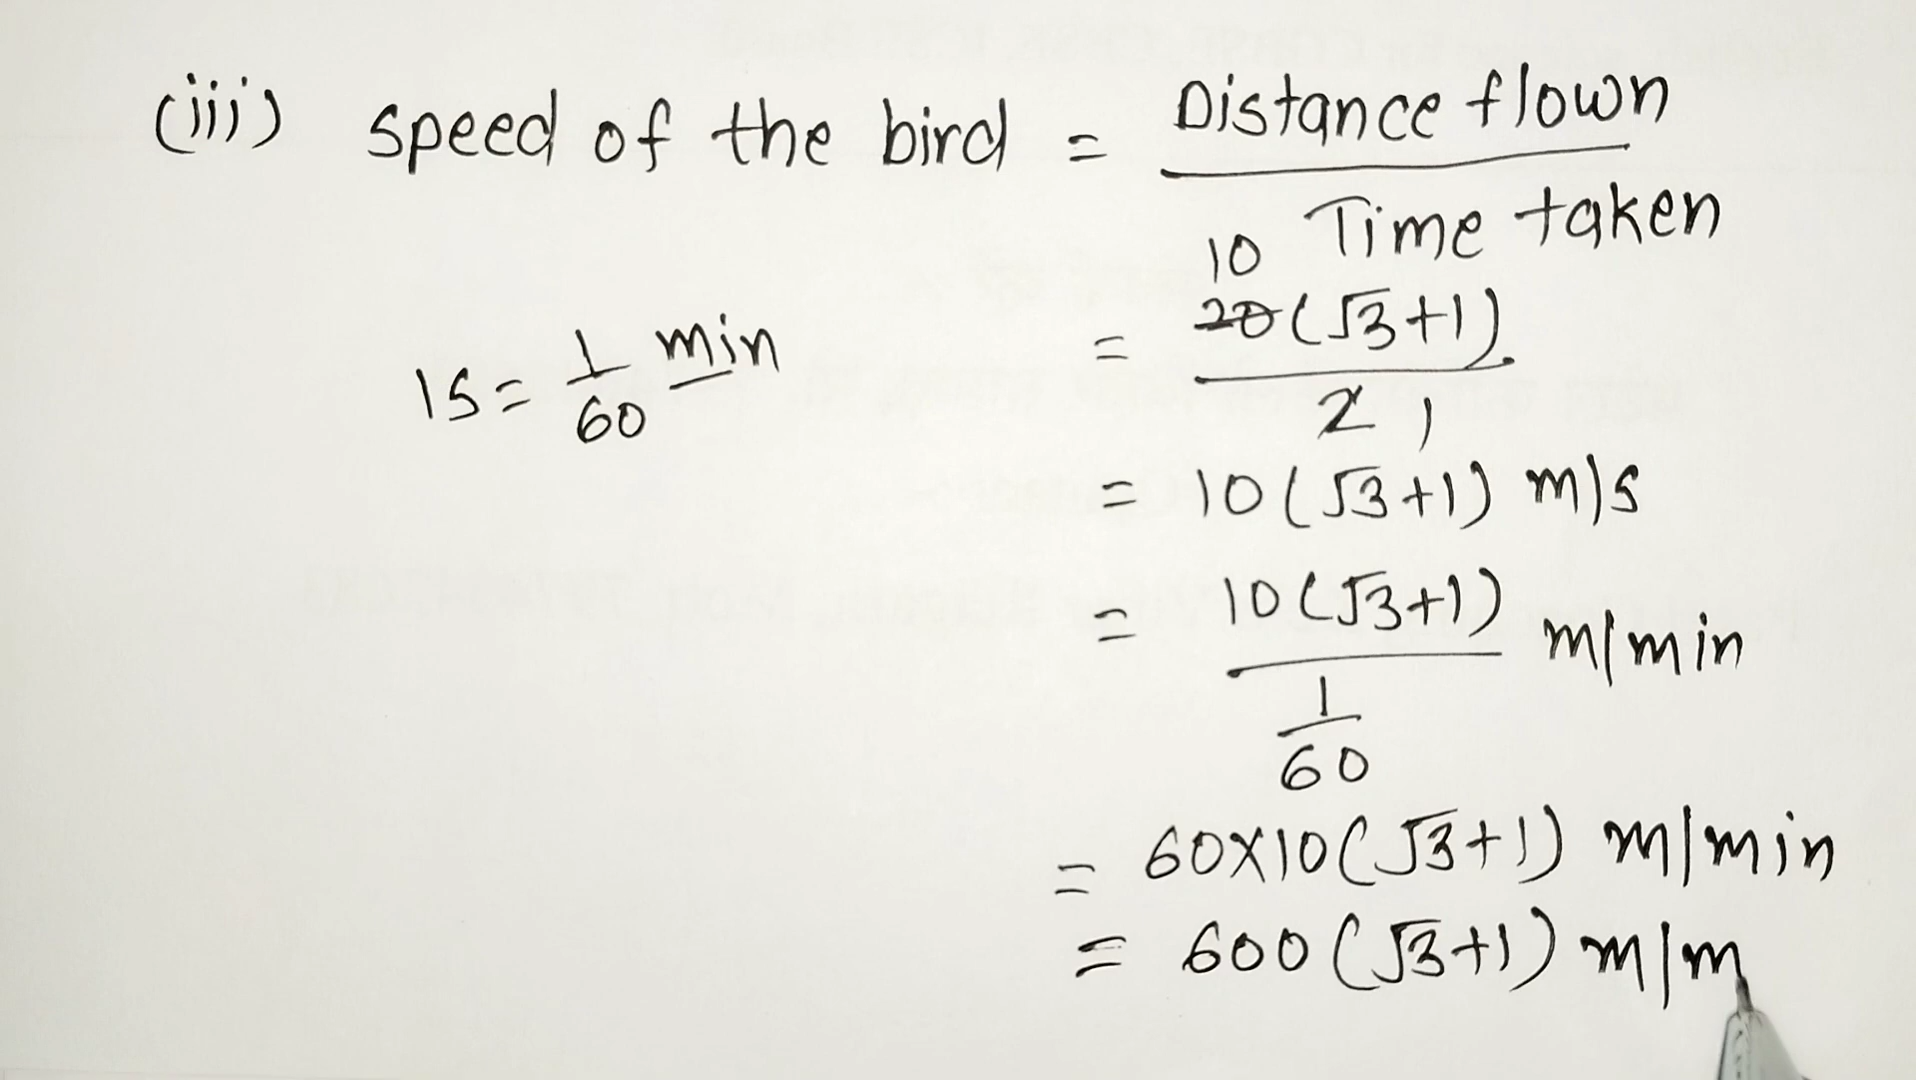 (iii) speed of the bird = Distance flown / Time taken
= 10 20(√3+1) / 2 1
1s = 1/60 min
= 10(√3+1) m/s
= 10(√3+1) / 1/60 m/min
= 60×10(√3+1) m/min
= 600(√3+1) m/m